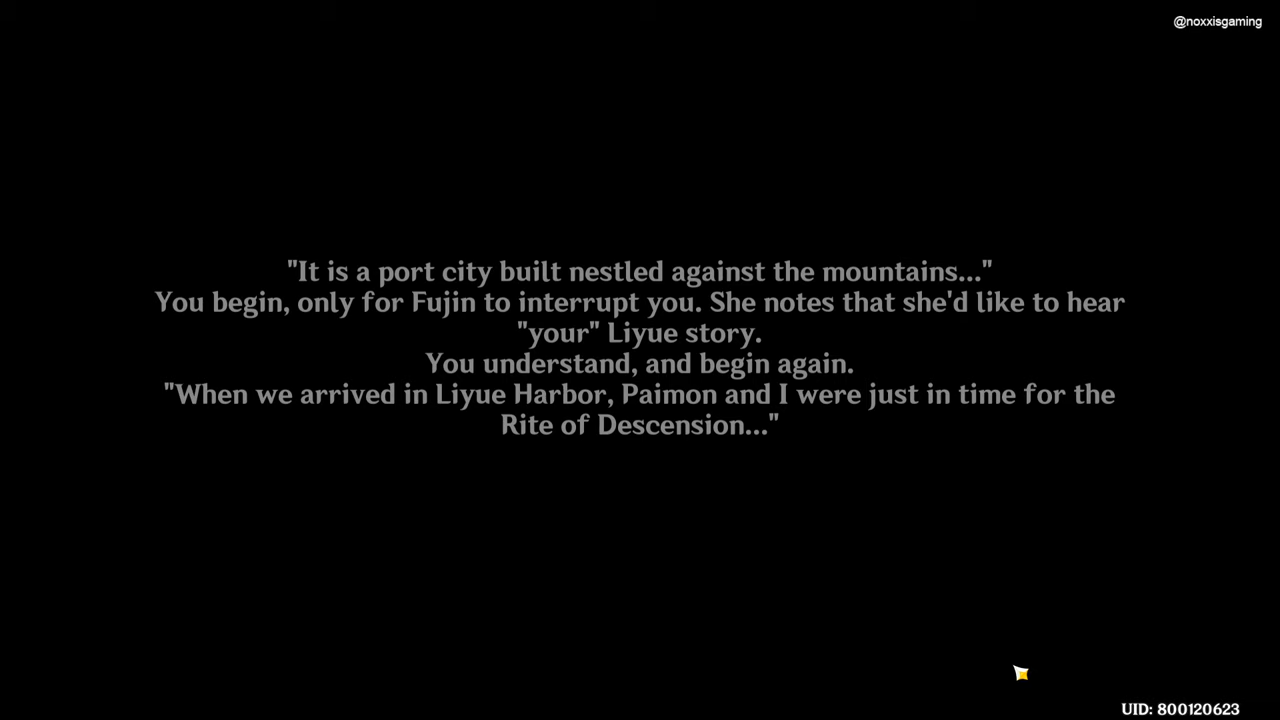 @noxxisgaming
"It is a port city built nestled against the mountains..."
You begin, only for Fujin to interrupt you. She notes that she'd like to hear
"your" Liyue story.
You understand, and begin again.
"When we arrived in Liyue Harbor, Paimon and I were just in time for the
Rite of Descension..."
UID: 800120623